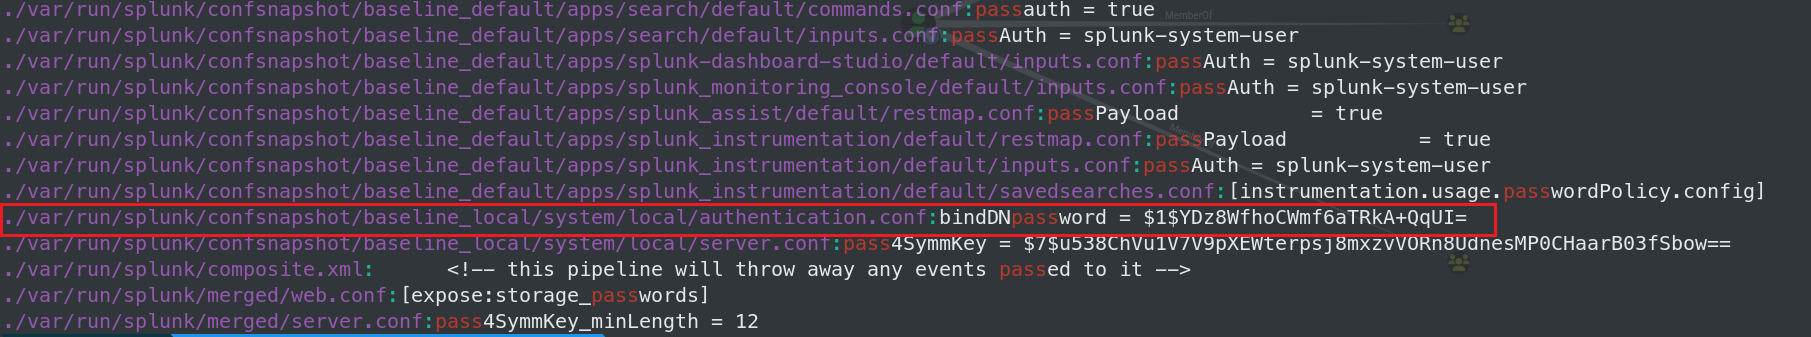 ./var/run/splunk/confsnapshot/baseline_default/apps/search/default/commands.conf:passauth = true
MemberOf
./var/run/splunk/confsnapshot/baseline_default/apps/search/default/inputs.conf:passAuth = splunk-system-user
./var/run/splunk/confsnapshot/baseline_default/apps/splunk-dashboard-studio/default/inputs.conf:passAuth = splunk-system-user
./var/run/splunk/confsnapshot/baseline_default/apps/splunk_monitoring_console/default/inputs.conf:passAuth = splunk-system-user
./var/run/splunk/confsnapshot/baseline_default/apps/splunk_assist/default/restmap.conf:passPayload           = true
./var/run/splunk/confsnapshot/baseline_default/apps/splunk_instrumentation/default/restmap.conf:passPayload           = true
./var/run/splunk/confsnapshot/baseline_default/apps/splunk_instrumentation/default/inputs.conf:passAuth = splunk-system-user
./var/run/splunk/confsnapshot/baseline_default/apps/splunk_instrumentation/default/savedsearches.conf:[instrumentation.usage.passwordPolicy.config]
./var/run/splunk/confsnapshot/baseline_local/system/local/authentication.conf:bindDNpassword = $1$YDz8WfhoCWmf6aTRkA+QqUI=
./var/run/splunk/confsnapshot/baseline_local/system/local/server.conf:pass4SymmKey = $7$u538ChVu1V7V9pXEWterpsj8mxzvVORn8UdnesMP0CHaarB03fSbow==
./var/run/splunk/composite.xml:      <!-- this pipeline will throw away any events passed to it -->
./var/run/splunk/merged/web.conf:[expose:storage_passwords]
./var/run/splunk/merged/server.conf:pass4SymmKey_minLength = 12